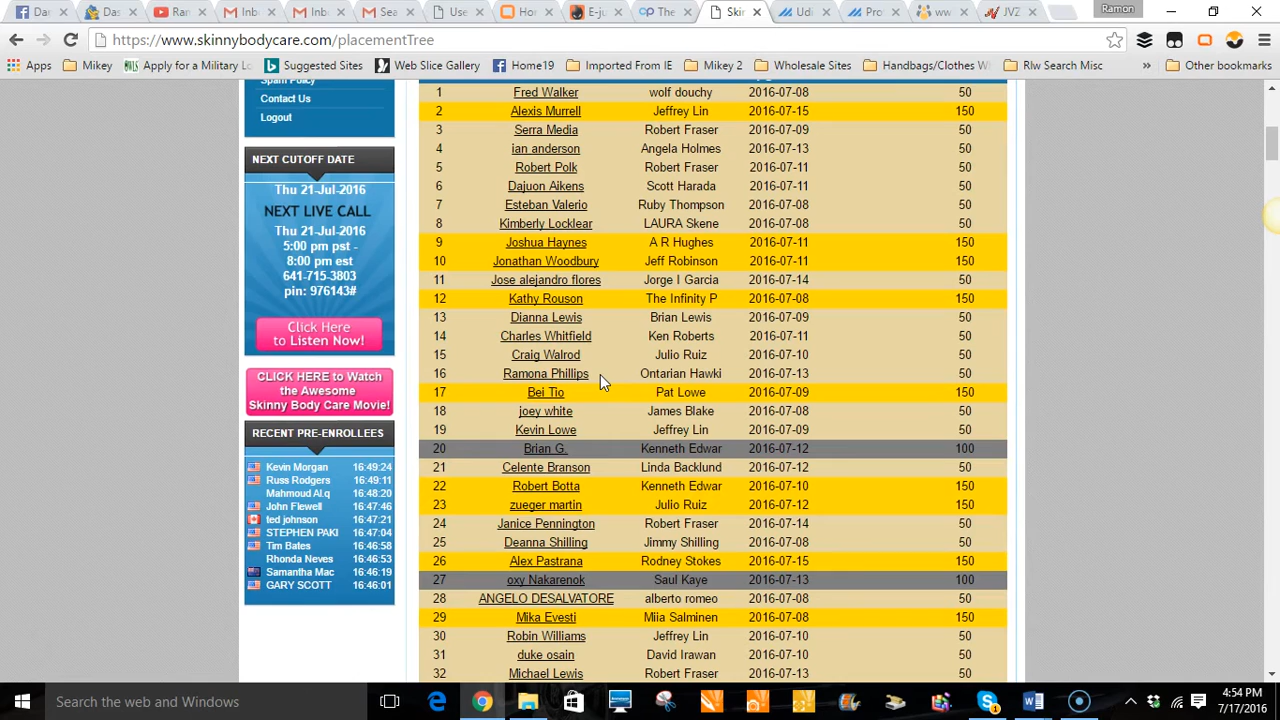 Dar
Das
Ran
Inb
Inb
Sea
Use
Hor
E-ju
The
Skir
Udi
Pro
ww
JVZ
Ramon
https://www.skinnybodycare.com/placementTree
Apps
Mikey
Apply for a Military Lo
Suggested Sites
Web Slice Gallery
Home19
Imported From IE
Mikey 2
Wholesale Sites
Handbags/Clothes W
Rlw Search Misc
»
Other bookmarks
Spam Policy
Contact Us
Logout
NEXT CUTOFF DATE
Thu 21-Jul-2016
NEXT LIVE CALL
Thu 21-Jul-2016
5:00 pm pst -
8:00 pm est
641-715-3803
pin: 976143#
Click Here
to Listen Now!
CLICK HERE to Watch
the Awesome
Skinny Body Care Movie!
RECENT PRE-ENROLLEES
Kevin Morgan 16:49:24
Russ Rodgers 16:49:11
Mahmoud Al.q 16:48:20
John Flewell 16:47:46
ted johnson 16:47:21
STEPHEN PAKI 16:47:04
Tim Bates 16:46:58
Rhonda Neves 16:46:53
Samantha Mac 16:46:19
GARY SCOTT 16:46:01
1 Fred Walker wolf douchy 2016-07-08 50
2 Alexis Murrell Jeffrey Lin 2016-07-15 150
3 Serra Media Robert Fraser 2016-07-09 50
4 ian anderson Angela Holmes 2016-07-13 50
5 Robert Polk Robert Fraser 2016-07-11 50
6 Dajuon Aikens Scott Harada 2016-07-11 50
7 Esteban Valerio Ruby Thompson 2016-07-08 50
8 Kimberly Locklear LAURA Skene 2016-07-08 50
9 Joshua Haynes A R Hughes 2016-07-11 150
10 Jonathan Woodbury Jeff Robinson 2016-07-11 150
11 Jose alejandro flores Jorge I Garcia 2016-07-14 50
12 Kathy Rouson The Infinity P 2016-07-08 150
13 Dianna Lewis Brian Lewis 2016-07-09 50
14 Charles Whitfield Ken Roberts 2016-07-11 50
15 Craig Walrod Julio Ruiz 2016-07-10 50
16 Ramona Phillips Ontarian Hawki 2016-07-13 50
17 Bei Tio Pat Lowe 2016-07-09 150
18 joey white James Blake 2016-07-08 50
19 Kevin Lowe Jeffrey Lin 2016-07-12 50
20 Brian G. Kenneth Edwar 2016-07-12 100
21 Celente Branson Linda Backlund 2016-07-12 50
22 Robert Botta Kenneth Edwar 2016-07-10 150
23 zueger martin Julio Ruiz 2016-07-12 150
24 Janice Pennington Robert Fraser 2016-07-14 50
25 Deanna Shilling Jimmy Shilling 2016-07-08 50
26 Alex Pastrana Rodney Stokes 2016-07-15 150
27 oxy Nakarenok Saul Kaye 2016-07-13 100
28 ANGELO DESALVATORE alberto romeo 2016-07-08 50
29 Mika Evesti Miia Salminen 2016-07-08 150
30 Robin Williams Jeffrey Lin 2016-07-10 50
31 duke osain David Irawan 2016-07-10 50
32 Michael Lewis Robert Fraser 2016-07-13 50
Search the web and Windows
4:54 PM
7/17/2016